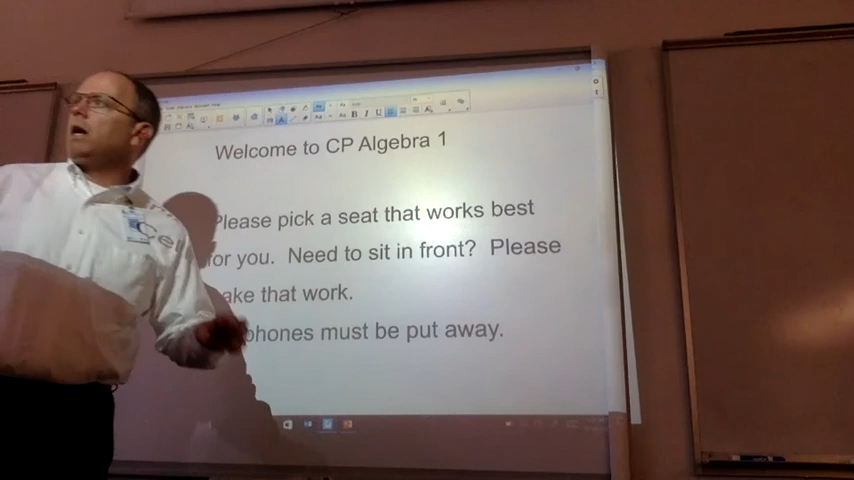 Welcome to CP Algebra 1
Please pick a seat that works best
for you. Need to sit in front? Please
ake that work.
phones must be put away.